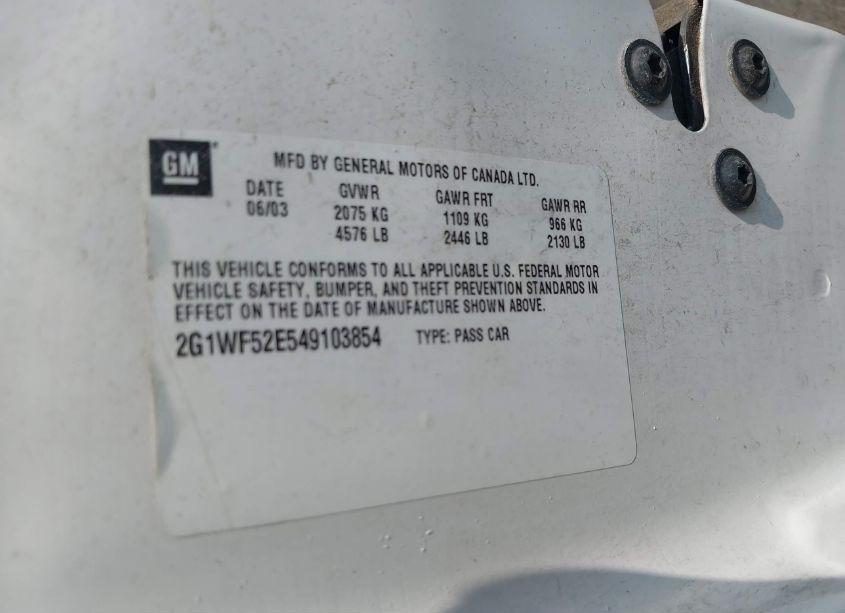 GM
MFD BY GENERAL MOTORS OF CANADA LTD.
DATE GVWR GAWR FRT GAWR RR
06/03 2075 KG 1109 KG 966 KG
4576 LB 2446 LB 2130 LB
THIS VEHICLE CONFORMS TO ALL APPLICABLE U.S. FEDERAL MOTOR
VEHICLE SAFETY, BUMPER, AND THEFT PREVENTION STANDARDS IN
EFFECT ON THE DATE OF MANUFACTURE SHOWN ABOVE.
2G1WF52E549103854 TYPE: PASS CAR